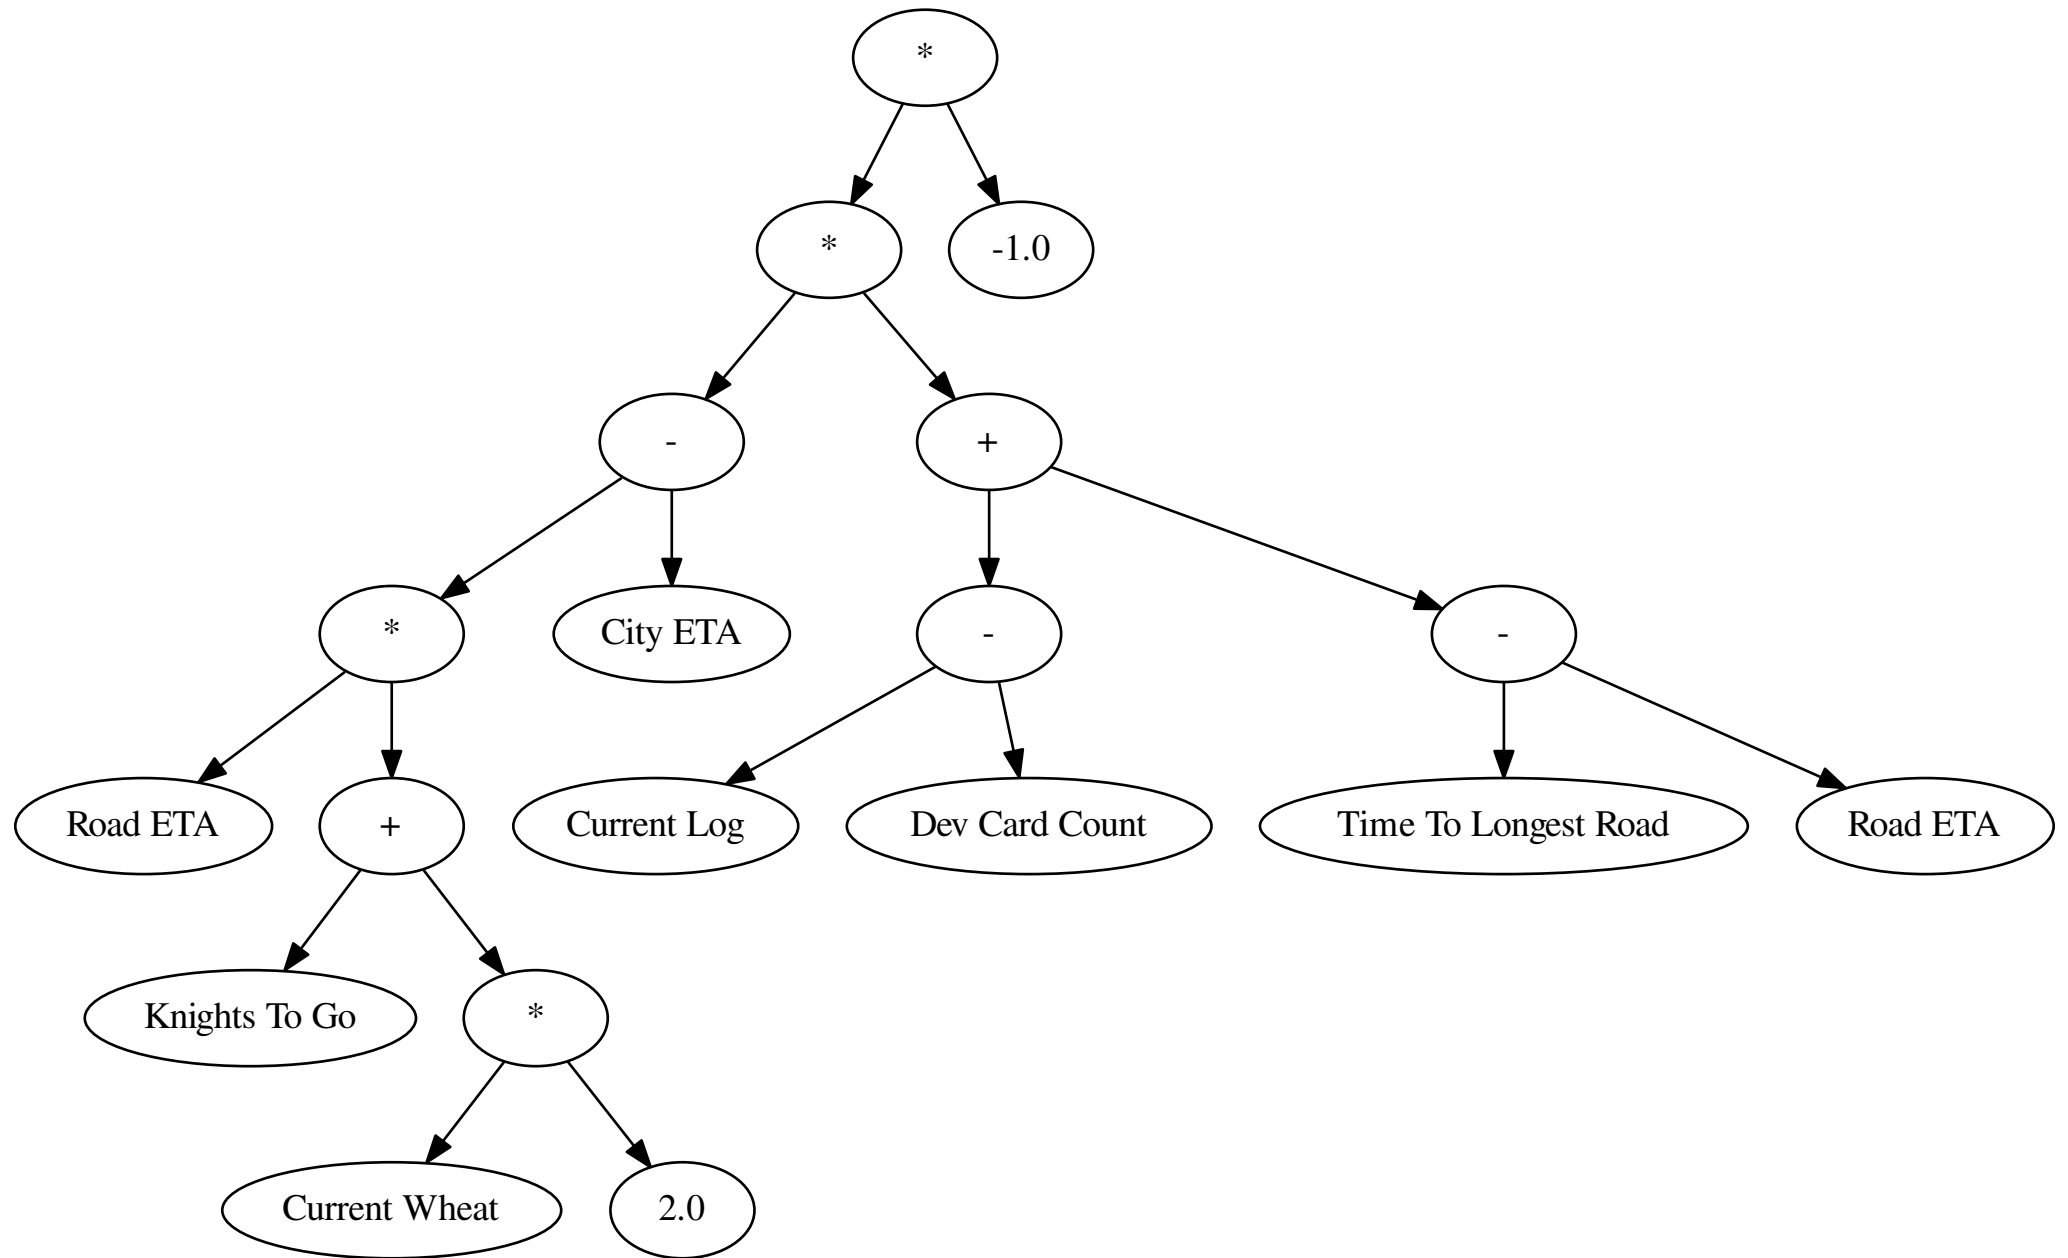 *
*
-1.0
-
+
*
City ETA
-
-
Road ETA
+
Current Log
Dev Card Count
Time To Longest Road
Road ETA
Knights To Go
*
Current Wheat
2.0